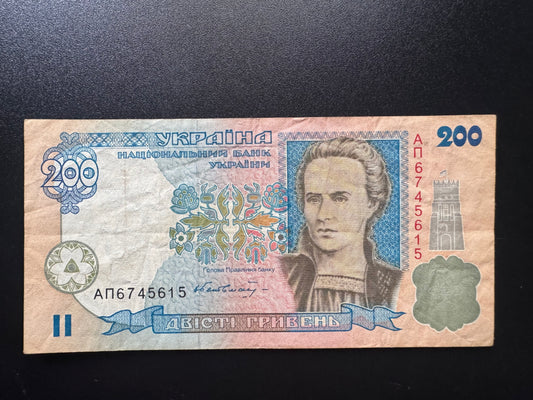 УКРАЇНА
200
НАЦІОНАЛЬНИЙ БАНК
УКРАЇНИ
200
АП6745615
Голова Правління банку
АП6745615
ДВІСТІ ГРИВЕНЬ